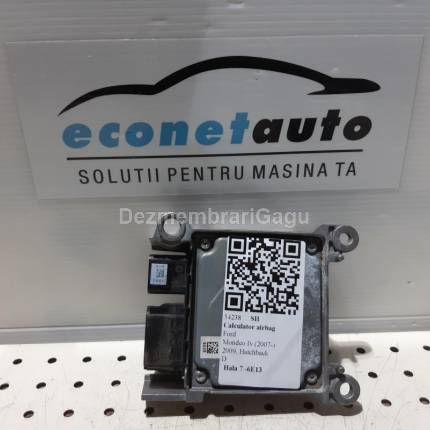 econetauto
SOLUTII PENTRU MASINA TA
DezmembrariGagu
54238 SH
Calculator airbag
Ford
Mondeo Iv (2007-)
2009, Hatchback
D
Hala 7 -6E13